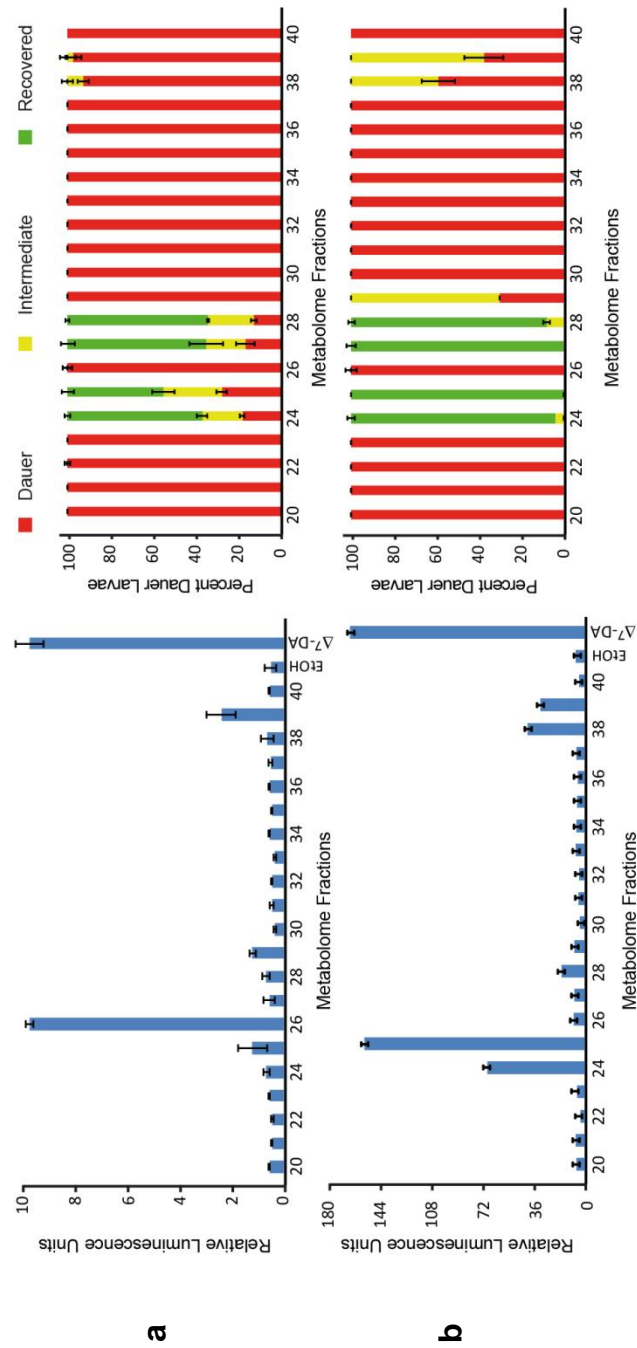 a
Relative Luminescence Units
10
8
6
4
2
0
20 22 24 26 28 30 32 34 36 38 40 EtOH Δ7-DA
Metabolome Fractions
Dauer Intermediate Recovered
Percent Dauer Larvae
100
80
60
40
20
0
20 22 24 26 28 30 32 34 36 38 40
Metabolome Fractions
b
Relative Luminescence Units
180
144
108
72
36
0
20 22 24 26 28 30 32 34 36 38 40 EtOH Δ7-DA
Metabolome Fractions
Percent Dauer Larvae
100
80
60
40
20
0
20 22 24 26 28 30 32 34 36 38 40
Metabolome Fractions